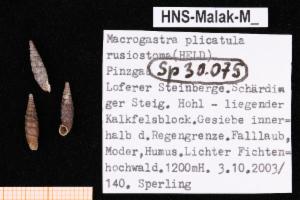 HNS-Malak-M_
Macrogastra plicatula
rusiostoma(HELD)
Pinzga
Sp 30.075
Loferer Steinberge.Schärdin
ger Steig. Hohl - liegender
Kalkfelsblock.Gesiebe inner=
halb d.Regengrenze.Falllaub,
Moder,Humus.Lichter Fichten=
hochwald.1200mH. 3.10.2003/
140. Sperling